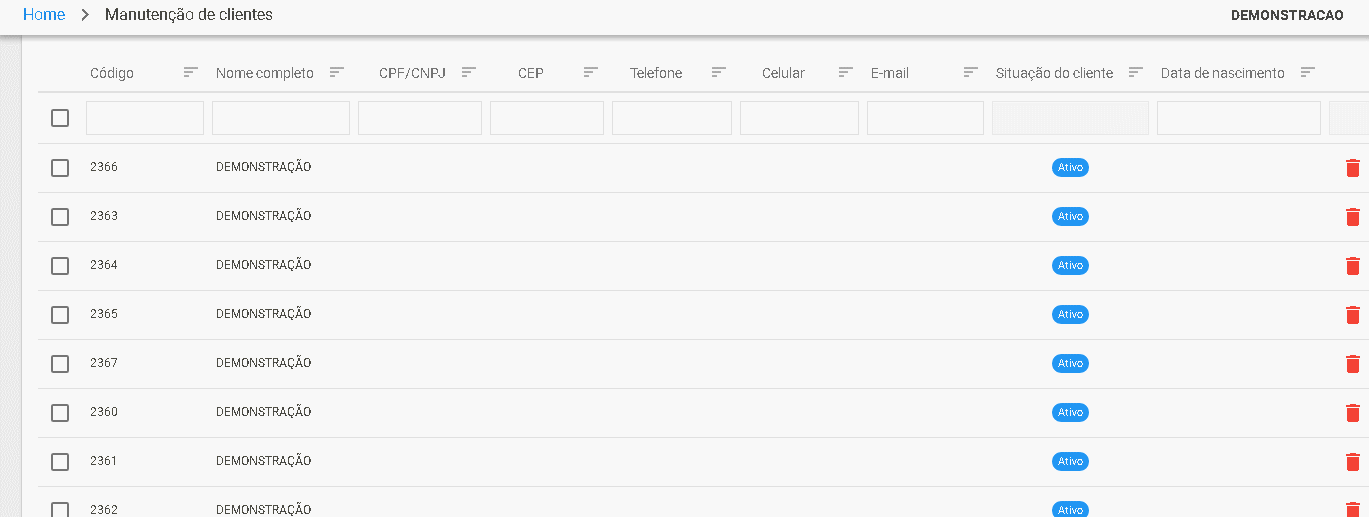 Home > Manutenção de clientes DEMONSTRACAO
Código Nome completo CPF/CNPJ CEP Telefone Celular E-mail Situação do cliente Data de nascimento
2366 DEMONSTRAÇÃO Ativo
2363 DEMONSTRAÇÃO Ativo
2364 DEMONSTRAÇÃO Ativo
2365 DEMONSTRAÇÃO Ativo
2367 DEMONSTRAÇÃO Ativo
2360 DEMONSTRAÇÃO Ativo
2361 DEMONSTRAÇÃO Ativo
2362 DEMONSTRAÇÃO Ativo